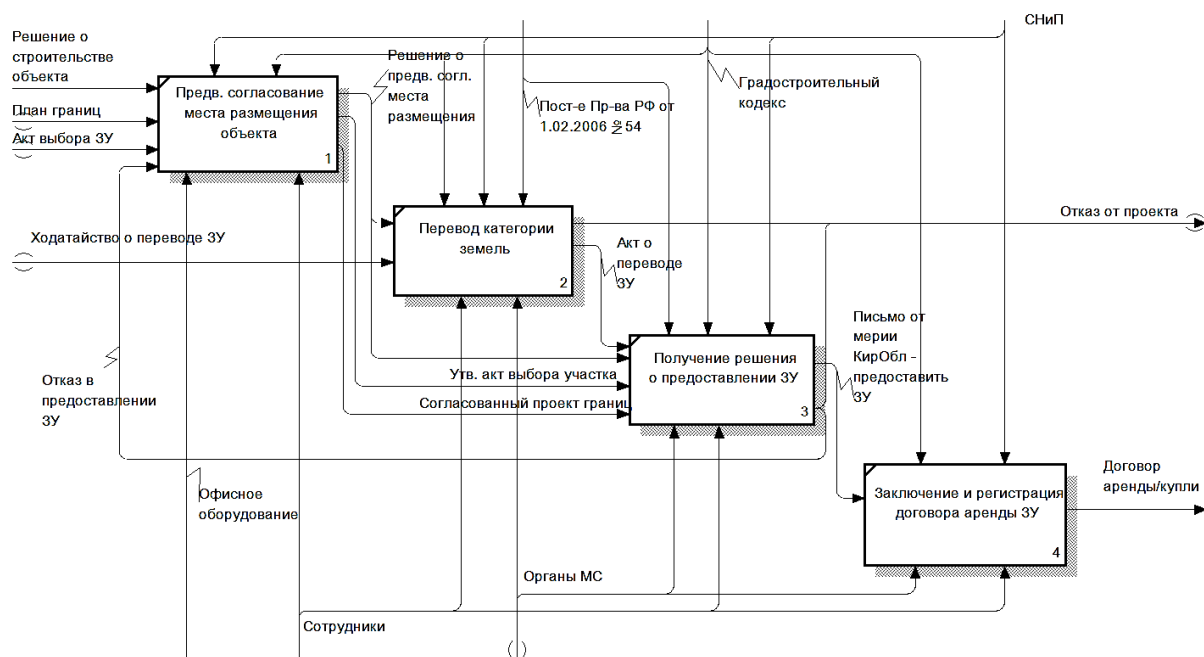 СНиП
Решение о
строительстве
объекта
План границ
Акт выбора ЗУ
Предв. согласование
места размещения
объекта
1
Решение о
предв. согл.
места
размещения
Пост-е Пр-ва РФ от
1.02.2006 № 54
Градостроительный
кодекс
Ходатайство о переводе ЗУ
Перевод категории
земель
2
Отказ от проекта
Акт о
переводе
ЗУ
Получение решения
о предоставлении ЗУ
3
Письмо от
мерии
КирОбл -
предоставить
ЗУ
Утв. акт выбора участка
Согласованный проект границ
Отказ в
предоставлении
ЗУ
Офисное
оборудование
Заключение и регистрация
договора аренды ЗУ
4
Договор
аренды/купли
Органы МС
Сотрудники